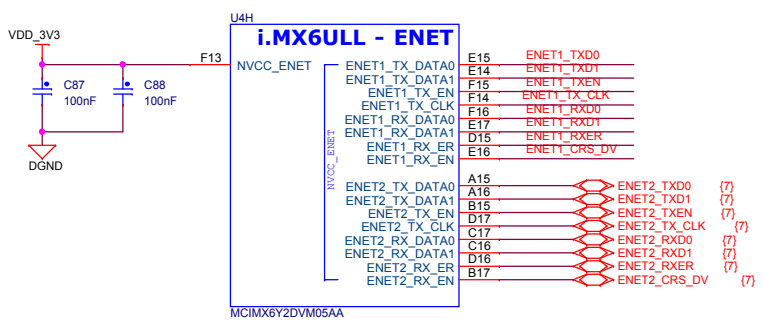 U4H
VDD_3V3
i.MX6ULL - ENET
F13
NVCC_ENET
C87
100nF
C88
100nF
DGND
NVCC_ENET
ENET1_TX_DATA0 E15 ENET1_TXD0
ENET1_TX_DATA1 E14 ENET1_TXD1
ENET1_TX_EN F15 ENET1_TXEN
ENET1_TX_CLK F14 ENET1_TX_CLK
ENET1_RX_DATA0 F16 ENET1_RXD0
ENET1_RX_DATA1 E17 ENET1_RXD1
ENET1_RX_ER D15 ENET1_RXER
ENET1_RX_EN E16 ENET1_CRS_DV
ENET2_TX_DATA0 A15 ENET2_TXD0 {7}
ENET2_TX_DATA1 A16 ENET2_TXD1 {7}
ENET2_TX_EN B15 ENET2_TXEN {7}
ENET2_TX_CLK D17 ENET2_TX_CLK {7}
ENET2_RX_DATA0 C17 ENET2_RXD0 {7}
ENET2_RX_DATA1 C16 ENET2_RXD1 {7}
ENET2_RX_ER D16 ENET2_RXER {7}
ENET2_RX_EN B17 ENET2_CRS_DV {7}
MCIMX6Y2DVM05AA